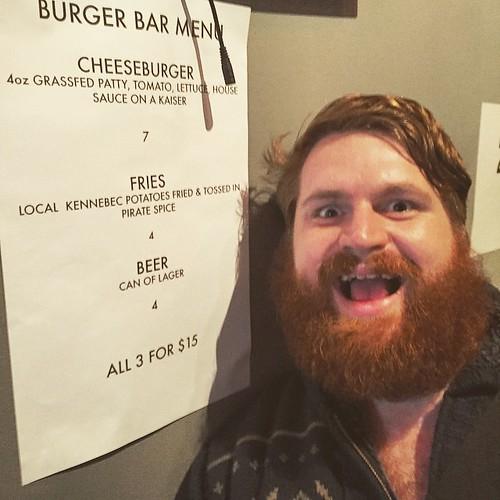 BURGER BAR MENU
CHEESEBURGER
4oz GRASSFED PATTY, TOMATO, LETTUCE, HOUSE
SAUCE ON A KAISER
7
FRIES
LOCAL KENNEBEC POTATOES FRIED & TOSSED IN
PIRATE SPICE
4
BEER
CAN OF LAGER
4
ALL 3 FOR $15